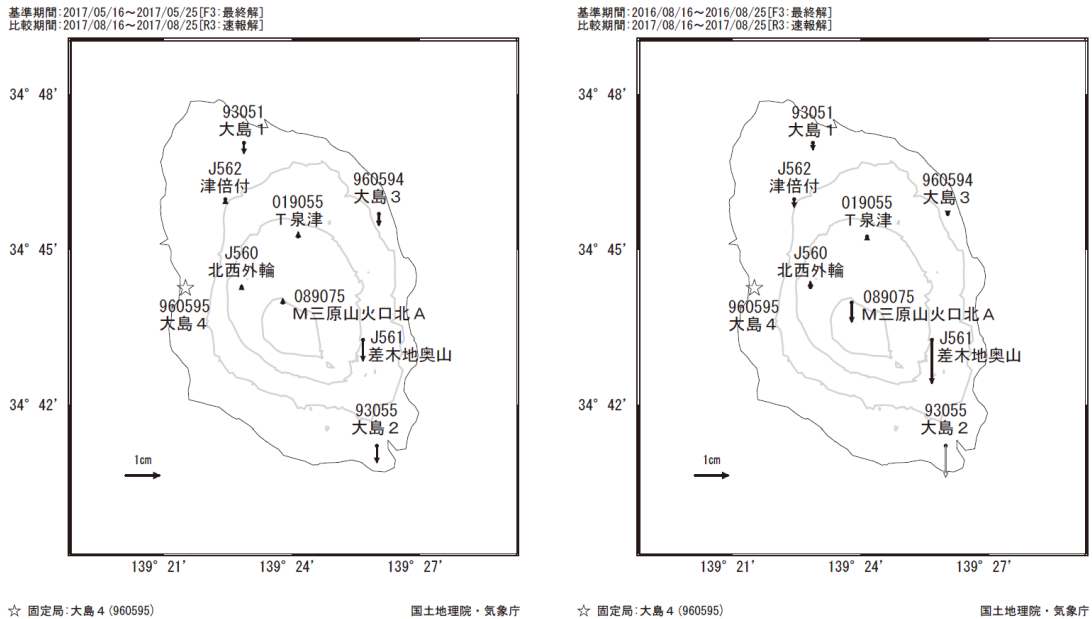 基準期間:2017/05/16～2017/05/25[F3:最終解]
比較期間:2017/08/16～2017/08/25[R3:速報解]
34° 48'
34° 45'
34° 42'
93051
大島1
J562
津倍付
960594
大島3
019055
T泉津
J560
北西外輪
089075
M三原山火口北A
960595
大島4
J561
差木地奥山
93055
大島2
1cm
139° 21'
139° 24'
139° 27'
☆ 固定局:大島4 (960595)
国土地理院・気象庁
基準期間:2016/08/16～2016/08/25[F3:最終解]
比較期間:2017/08/16～2017/08/25[R3:速報解]
34° 48'
34° 45'
34° 42'
93051
大島1
J562
津倍付
960594
大島3
019055
T泉津
J560
北西外輪
089075
M三原山火口北A
960595
大島4
J561
差木地奥山
93055
大島2
1cm
139° 21'
139° 24'
139° 27'
☆ 固定局:大島4 (960595)
国土地理院・気象庁